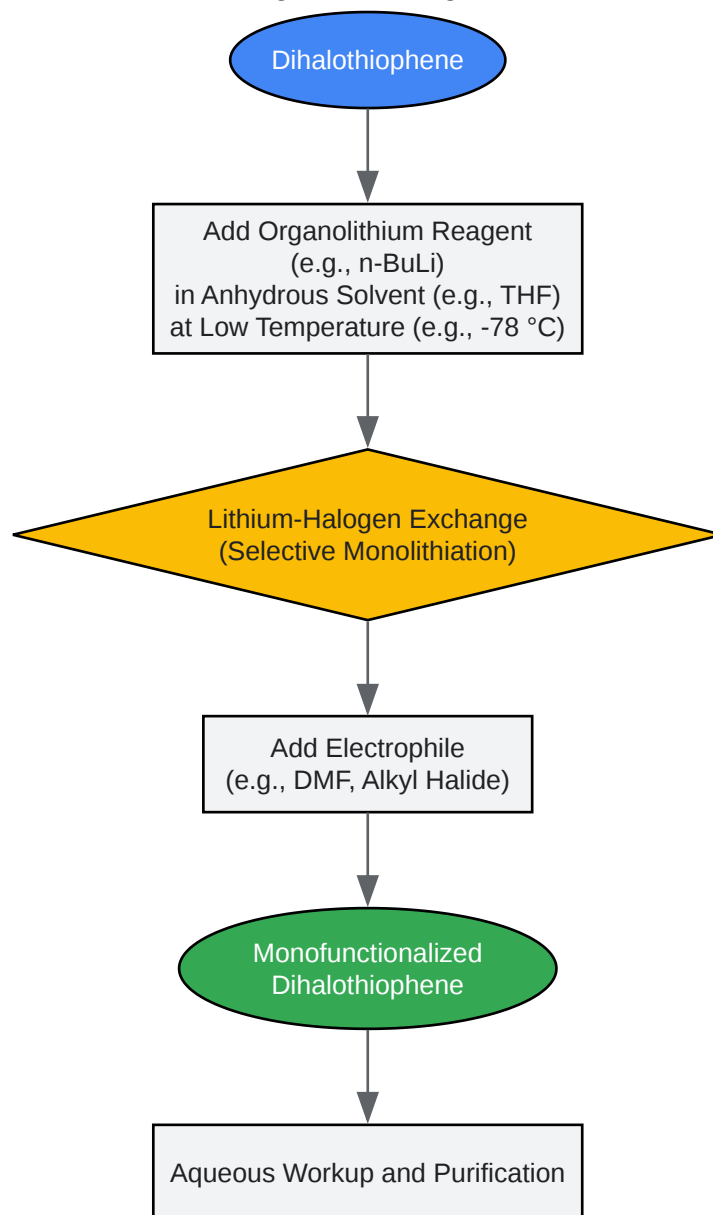 Dihalothiophene
Add Organolithium Reagent
(e.g., n-BuLi)
in Anhydrous Solvent (e.g., THF)
at Low Temperature (e.g., -78 °C)
Lithium-Halogen Exchange
(Selective Monolithiation)
Add Electrophile
(e.g., DMF, Alkyl Halide)
Monofunctionalized
Dihalothiophene
Aqueous Workup and Purification